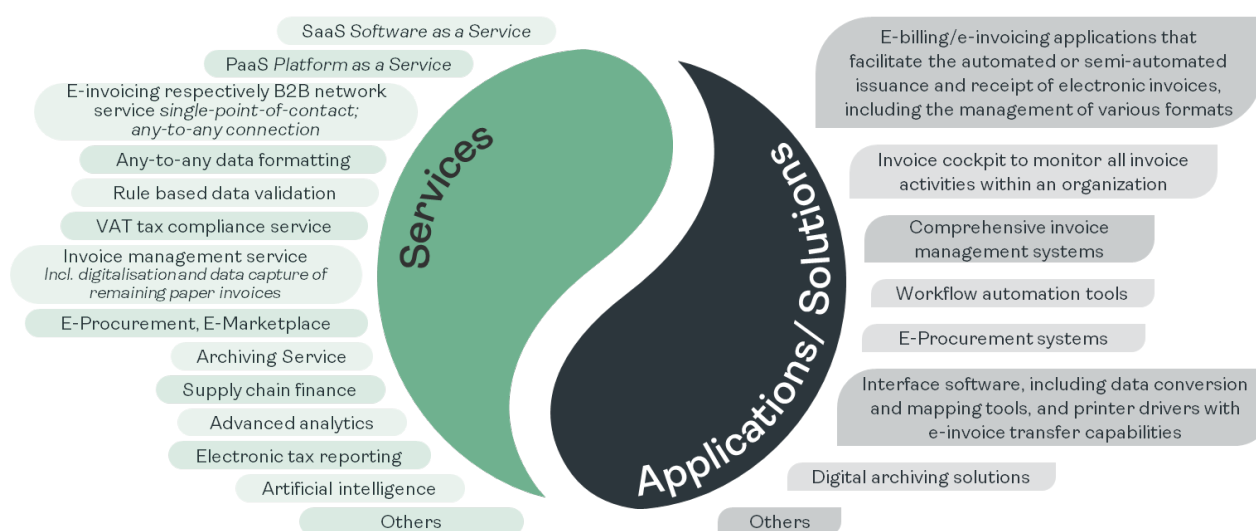 SaaS Software as a Service
PaaS Platform as a Service
E-invoicing respectively B2B network
service single-point-of-contact;
any-to-any connection
Any-to-any data formatting
Rule based data validation
VAT tax compliance service
Invoice management service
Incl. digitalisation and data capture of
remaining paper invoices
E-Procurement, E-Marketplace
Archiving Service
Supply chain finance
Advanced analytics
Electronic tax reporting
Artificial intelligence
Others
Services
Applications/ Solutions
E-billing/e-invoicing applications that
facilitate the automated or semi-automated
issuance and receipt of electronic invoices,
including the management of various formats
Invoice cockpit to monitor all invoice
activities within an organization
Comprehensive invoice
management systems
Workflow automation tools
E-Procurement systems
Interface software, including data conversion
and mapping tools, and printer drivers with
e-invoice transfer capabilities
Digital archiving solutions
Others